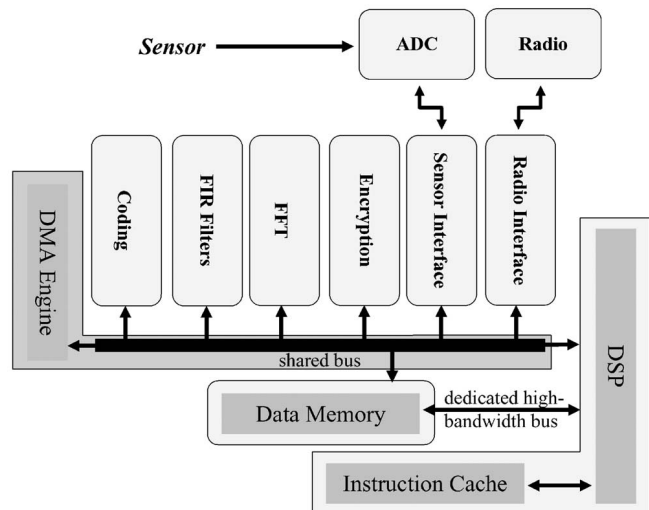 Sensor
ADC
Radio
Coding
FIR Filters
FFT
Encryption
Sensor Interface
Radio Interface
DMA Engine
shared bus
DSP
Data Memory
dedicated high-
bandwidth bus
Instruction Cache